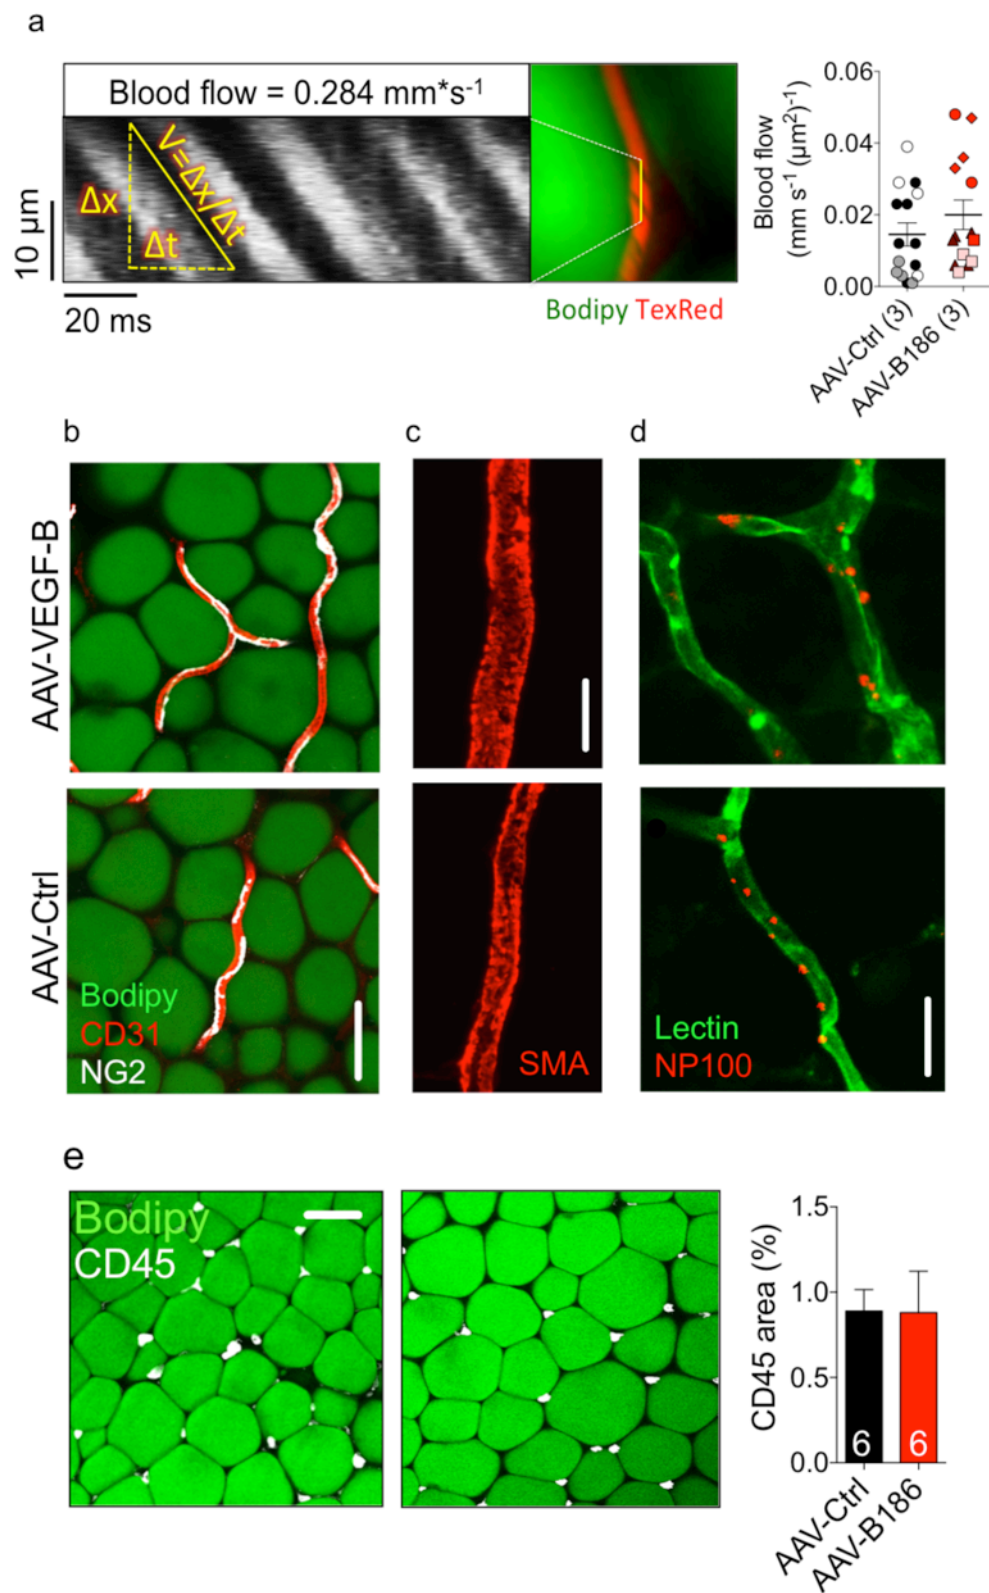 a
Blood flow = 0.284 mm*s⁻¹
Δx
Δt
V=Δx/Δt
10 µm
20 ms
Bodipy TexRed
Blood flow
(mm s⁻¹ (µm²)⁻¹)
0.06
0.04
0.02
0.00
AAV-Ctrl (3)
AAV-B186 (3)
b
c
d
AAV-VEGF-B
AAV-Ctrl
Bodipy
CD31
NG2
SMA
Lectin
NP100
e
Bodipy
CD45
CD45 area (%)
1.5
1.0
0.5
0.0
6
6
AAV-Ctrl
AAV-B186